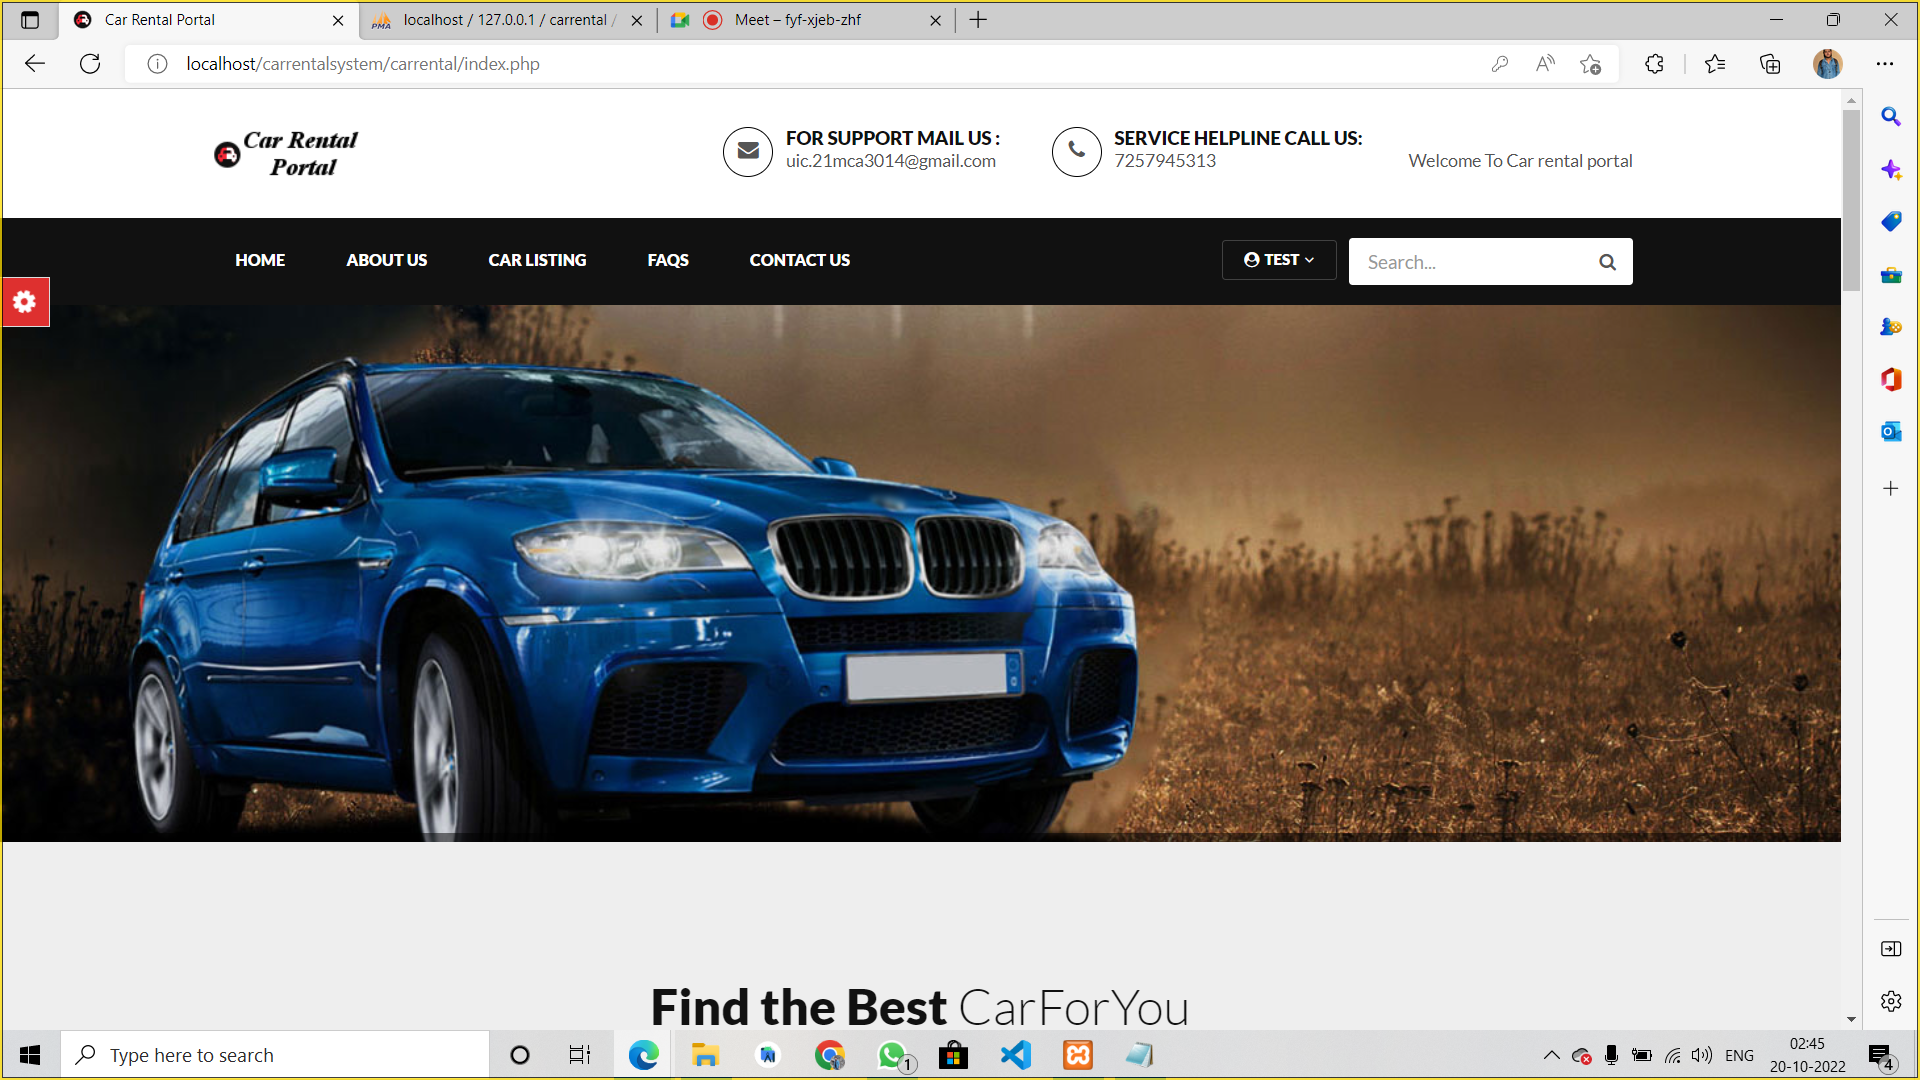 Car Rental Portal
localhost / 127.0.0.1 / carrental /
PMA
Meet – fyf-xjeb-zhf
localhost/carrentalsystem/carrental/index.php
Car Rental
Portal
FOR SUPPORT MAIL US :
uic.21mca3014@gmail.com
SERVICE HELPLINE CALL US:
7257945313
Welcome To Car rental portal
HOME
ABOUT US
CAR LISTING
FAQS
CONTACT US
TEST
Search...
Find the Best CarForYou
Type here to search
1
ENG
02:45
20-10-2022
4